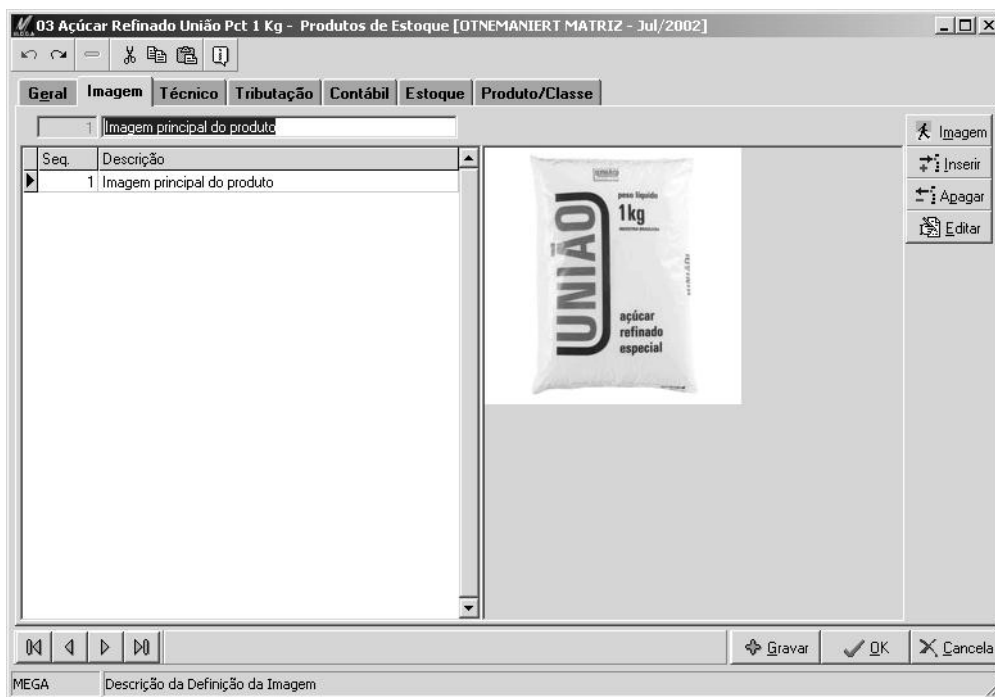 03 Açúcar Refinado União Pct 1 Kg - Produtos de Estoque [OTNEMANIERT MATRIZ - Jul/2002]
Geral Imagem Técnico Tributação Contábil Estoque Produto/Classe
1 Imagem principal do produto
Imagem
Seq. Descrição
Inserir
1 Imagem principal do produto
Apagar
Editar
UNIÃO
peso líquido
1kg
UNIÃO
açúcar
refinado
especial
Gravar OK Cancela
MEGA Descrição da Definição da Imagem